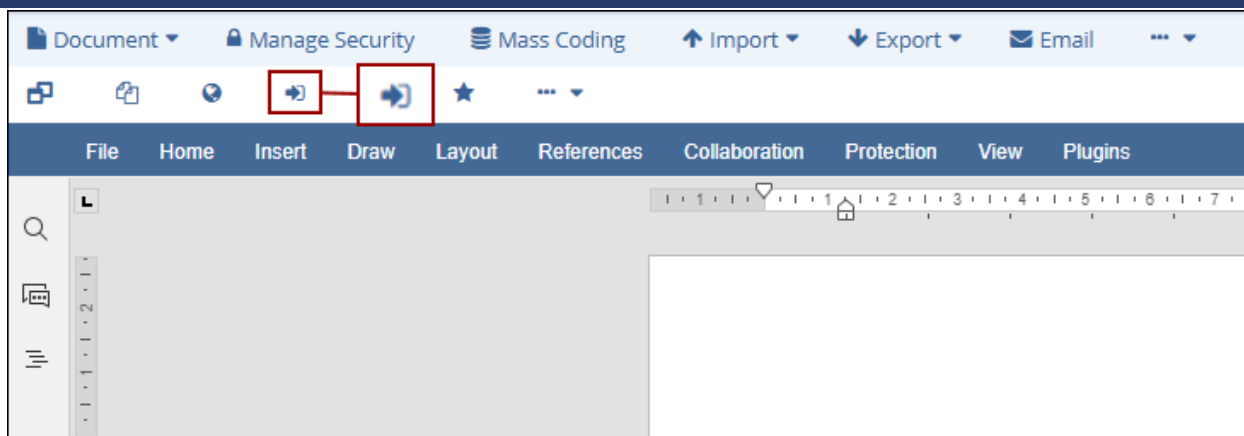 Document Manage Security Mass Coding Import Export Email
File Home Insert Draw Layout References Collaboration Protection View Plugins
L
1 1 2 3 4 5 6 7
2
1